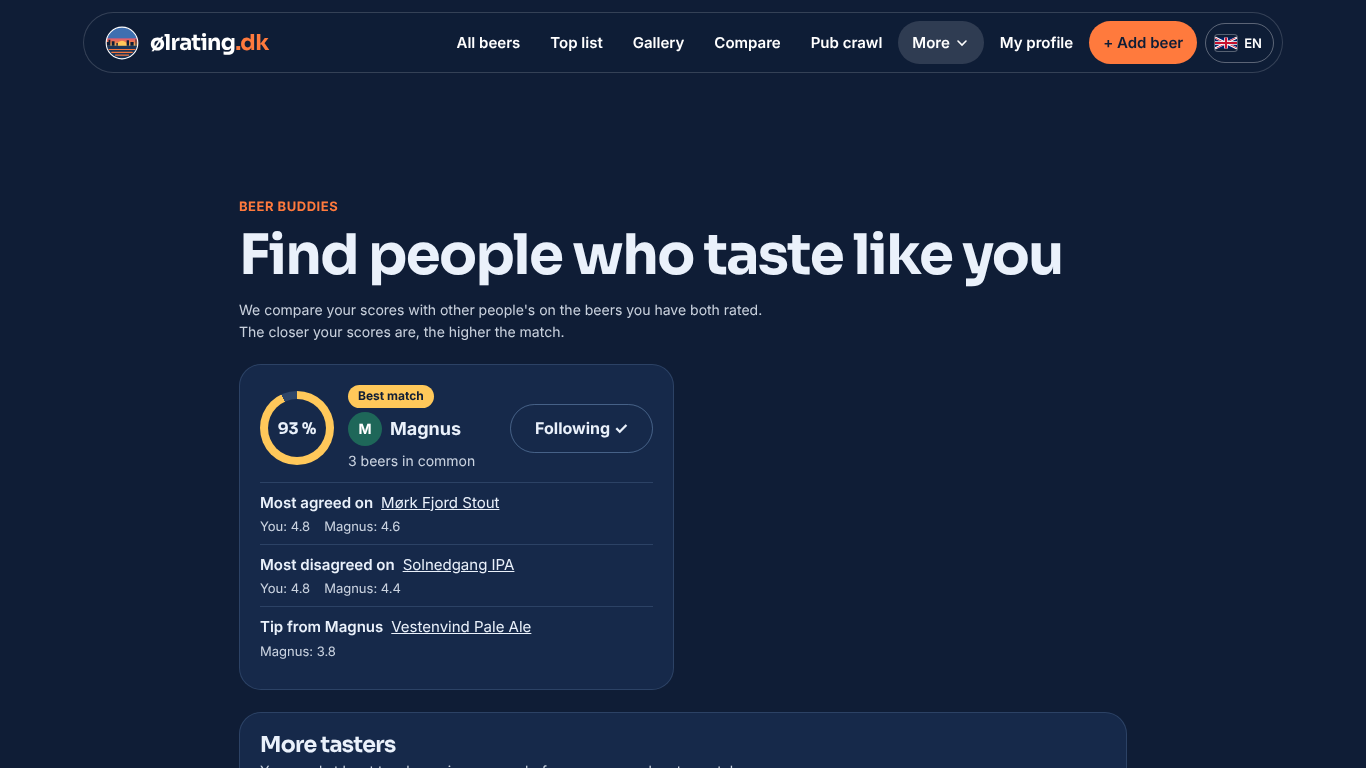 ølrating.dk
All beers
Top list
Gallery
Compare
Pub crawl
More
My profile
+ Add beer
EN
BEER BUDDIES
Find people who taste like you
We compare your scores with other people's on the beers you have both rated.
The closer your scores are, the higher the match.
93 %
Best match
M
Magnus
3 beers in common
Following ✓
Most agreed on Mørk Fjord Stout
You: 4.8 Magnus: 4.6
Most disagreed on Solnedgang IPA
You: 4.8 Magnus: 4.4
Tip from Magnus Vestenvind Pale Ale
Magnus: 3.8
More tasters